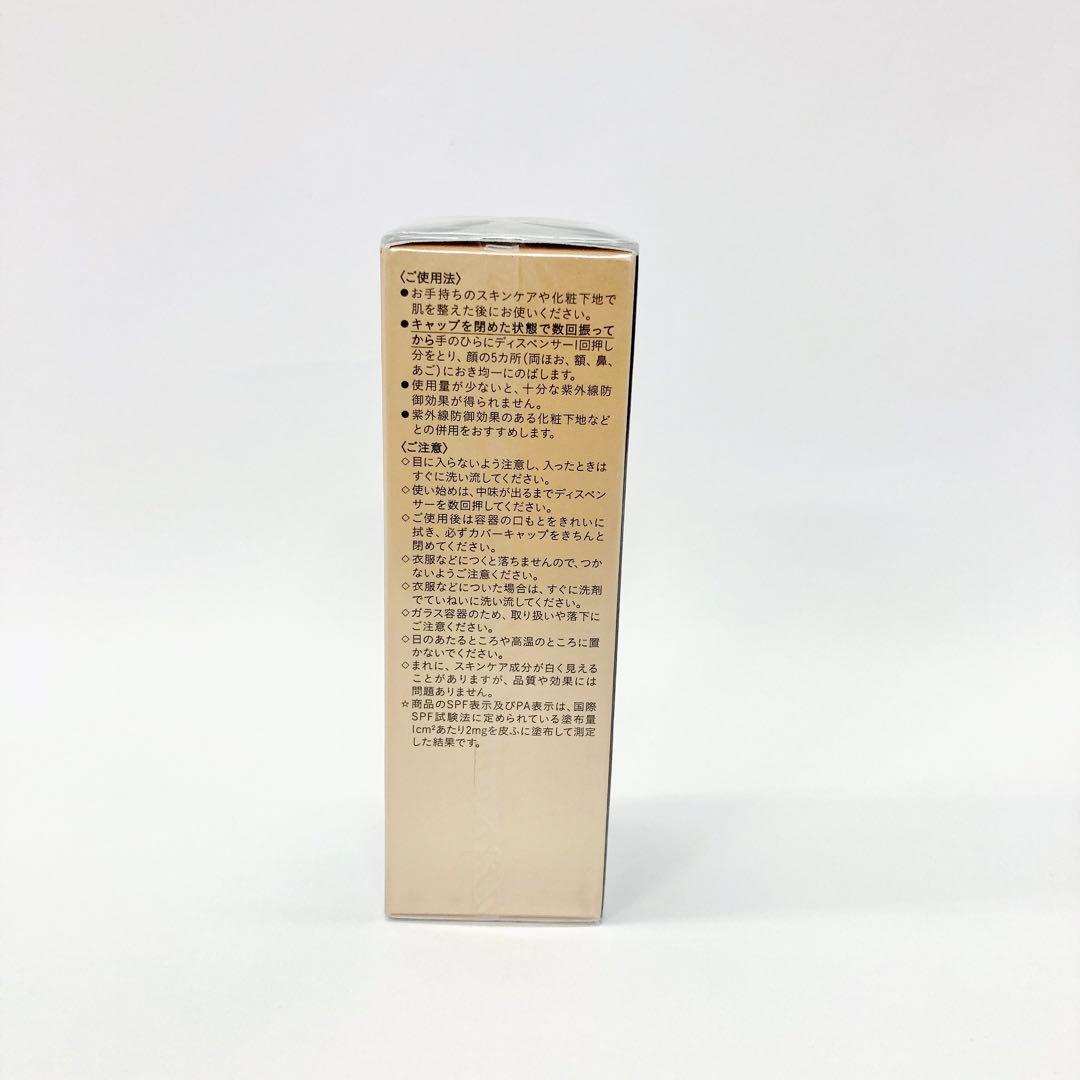 〈ご使用法〉
●お手持ちのスキンケアや化粧下地で
肌を整えた後にお使いください。
●キャップを閉めた状態で数回振って
から手のひらにディスペンサー1回押し
分をとり、顔の5カ所(両ほお、額、鼻、
あご)におき均一にのばします。
●使用量が少ないと、十分な紫外線防
御効果が得られません。
●紫外線防御効果のある化粧下地など
との併用をおすすめします。
〈ご注意〉
◇目に入らないよう注意し、入ったときは
すぐに洗い流してください。
◇使い始めは、中味が出るまでディスペン
サーを数回押してください。
◇ご使用後は容器の口もとをきれいに
拭き、必ずカバーキャップをきちんと
閉めてください。
◇衣服などにつくと落ちませんので、つか
ないようご注意ください。
◇衣服などについた場合は、すぐに洗剤
でていねいに洗い流してください。
◇ガラス容器のため、取り扱いや落下に
ご注意ください。
◇日のあたるところや高温のところに置
かないでください。
◇まれに、スキンケア成分が白く見える
ことがありますが、品質や効果には
問題ありません。
☆商品のSPF表示及びPA表示は、国際
SPF試験法に定められている塗布量
1cm²あたり2mgを皮ふに塗布して測定
した結果です。